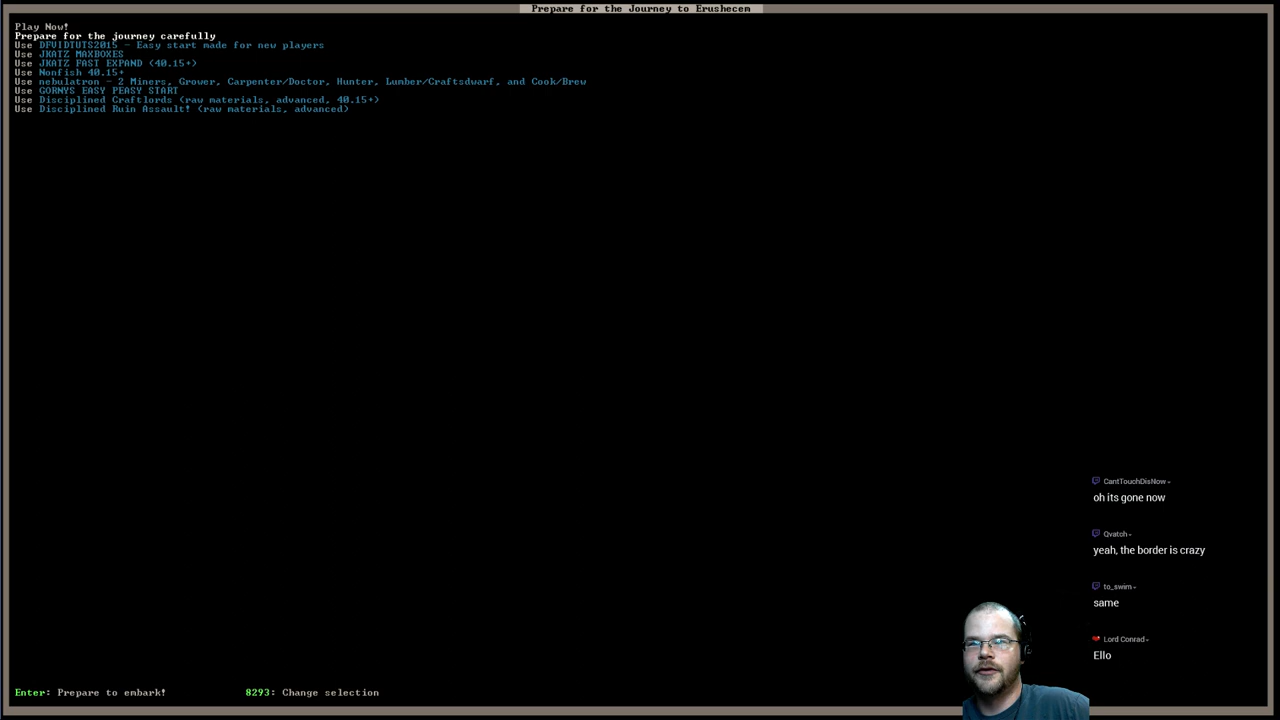 Prepare for the Journey to Erushecem
Play Now!
Prepare for the journey carefully
Use DFVIDTUTS2015 - Easy start made for new players
Use JKATZ MAXBOXES
Use JKATZ FAST EXPAND (40.15+)
Use Nonfish 40.15+
Use nebulatron - 2 Miners, Grower, Carpenter/Doctor, Hunter, Lumber/Craftsdwarf, and Cook/Brew
Use GORNYS EASY PEASY START
Use Disciplined Craftlords (raw materials, advanced, 40.15+)
Use Disciplined Ruin Assault! (raw materials, advanced)
CantTouchDisNow
oh its gone now
Qvatch
yeah, the border is crazy
to_swim
same
Lord Conrad
Ello
Enter: Prepare to embark! 8293: Change selection